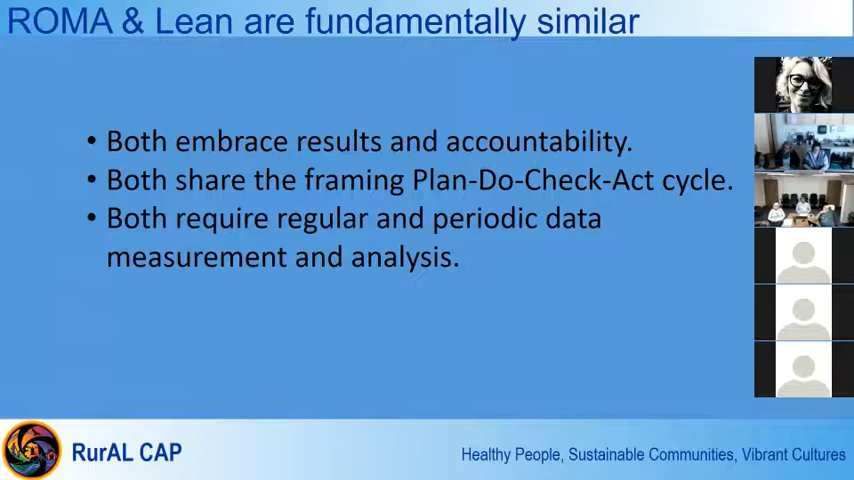 ROMA & Lean are fundamentally similar
• Both embrace results and accountability.
• Both share the framing Plan-Do-Check-Act cycle.
• Both require regular and periodic data
measurement and analysis.
RurAL CAP
Healthy People, Sustainable Communities, Vibrant Cultures